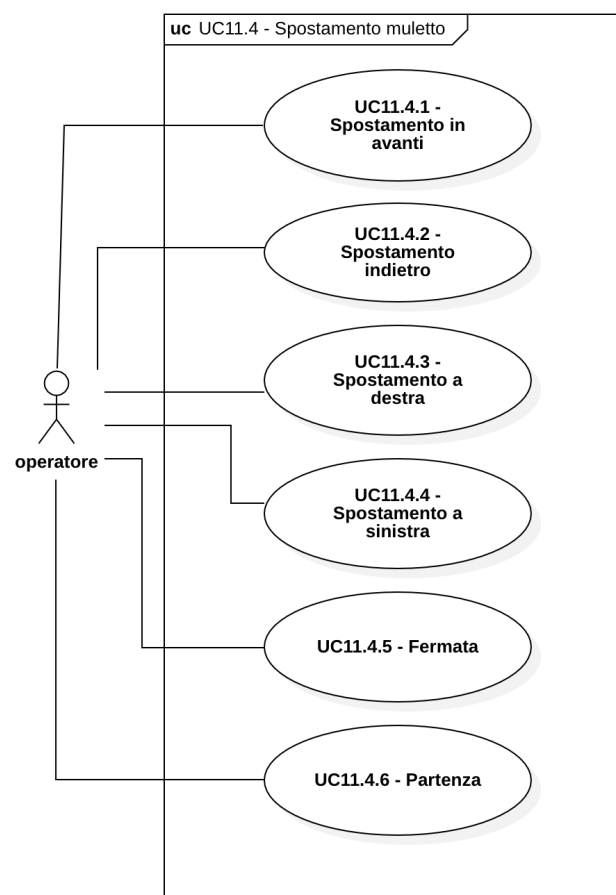 uc UC11.4 - Spostamento muletto
UC11.4.1 -
Spostamento in
avanti
UC11.4.2 -
Spostamento
indietro
UC11.4.3 -
Spostamento a
destra
operatore
UC11.4.4 -
Spostamento a
sinistra
UC11.4.5 - Fermata
UC11.4.6 - Partenza